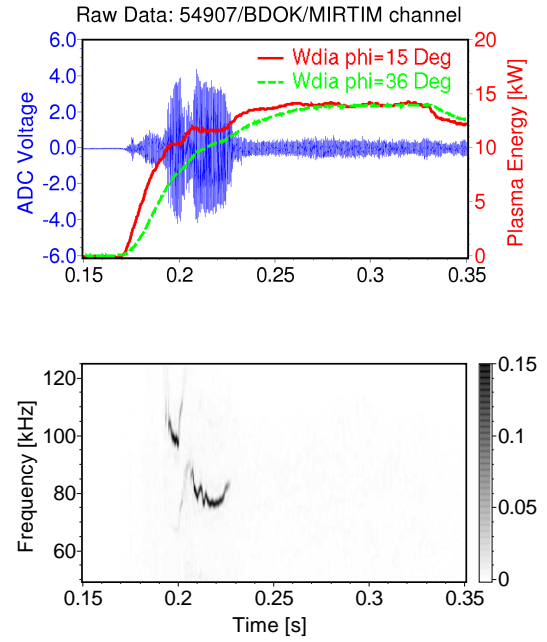 Raw Data: 54907/BDOK/MIRTIM channel
6.0
4.0
2.0
0.0
-2.0
-4.0
-6.0
ADC Voltage
Wdia phi=15 Deg
Wdia phi=36 Deg
20
15
10
5
0
Plasma Energy [kW]
0.15 0.2 0.25 0.3 0.35
120
100
80
60
Frequency [kHz]
0.15
0.1
0.05
0
0.15 0.2 0.25 0.3 0.35
Time [s]